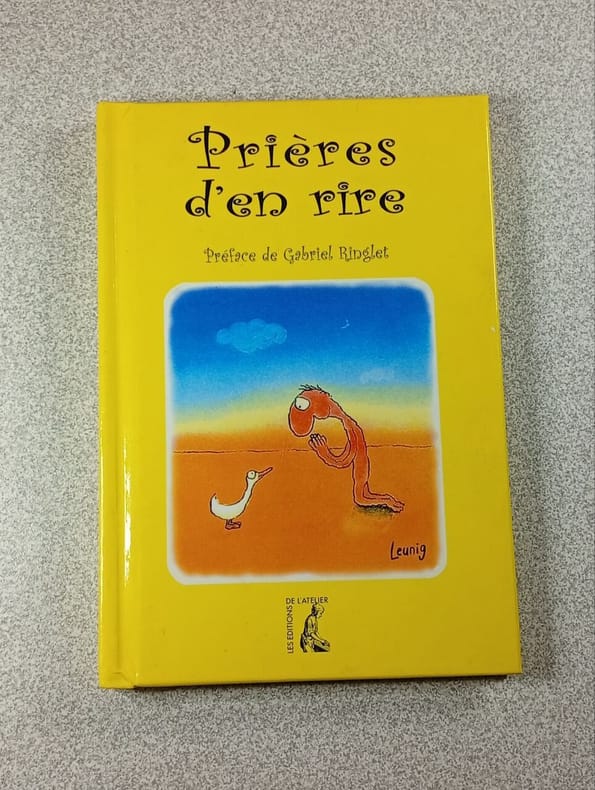 Prières
d'en rire
Préface de Gabriel Ringlet
Leunig
LES EDITIONS
DE L'ATELIER